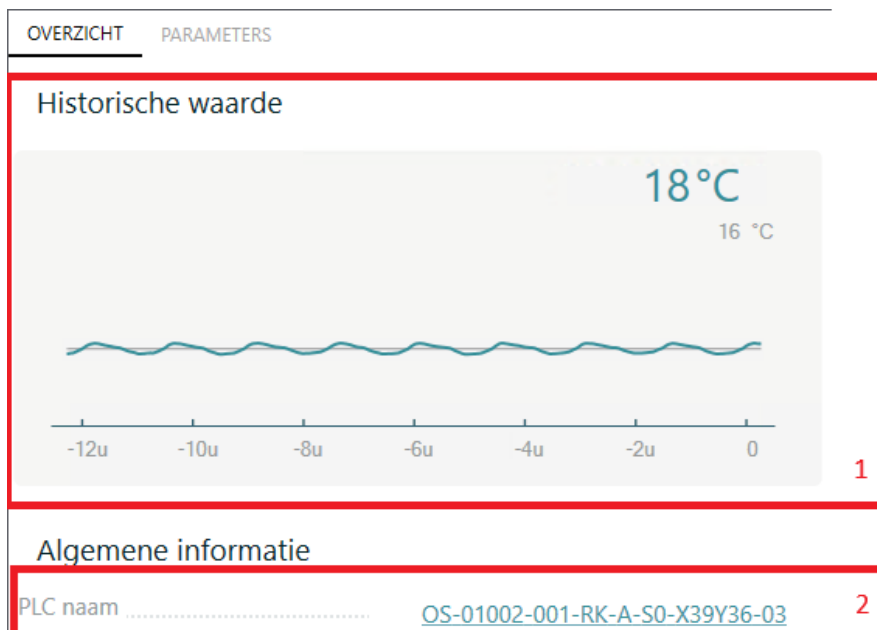 OVERZICHT PARAMETERS
Historische waarde
18°C
16 °C
-12u -10u -8u -6u -4u -2u 0
1
Algemene informatie
PLC naam OS-01002-001-RK-A-S0-X39Y36-03
2